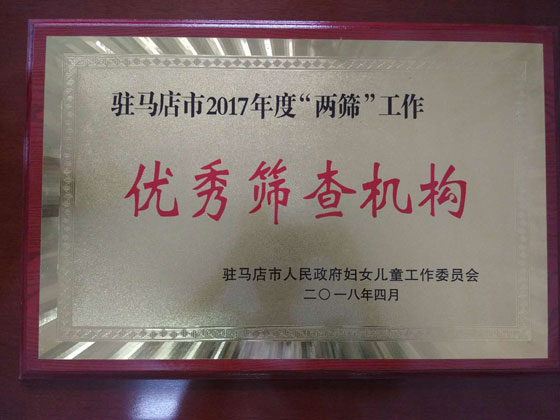 驻马店市2017年度“两筛”工作
优秀筛查机构
驻马店市人民政府妇女儿童工作委员会
二〇一八年四月